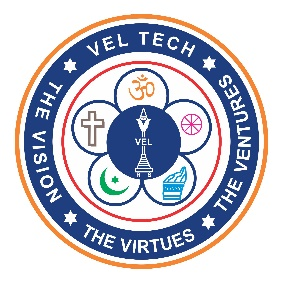 VEL TECH
THE VISION
THE VENTURES
THE VIRTUES
ॐ
VEL